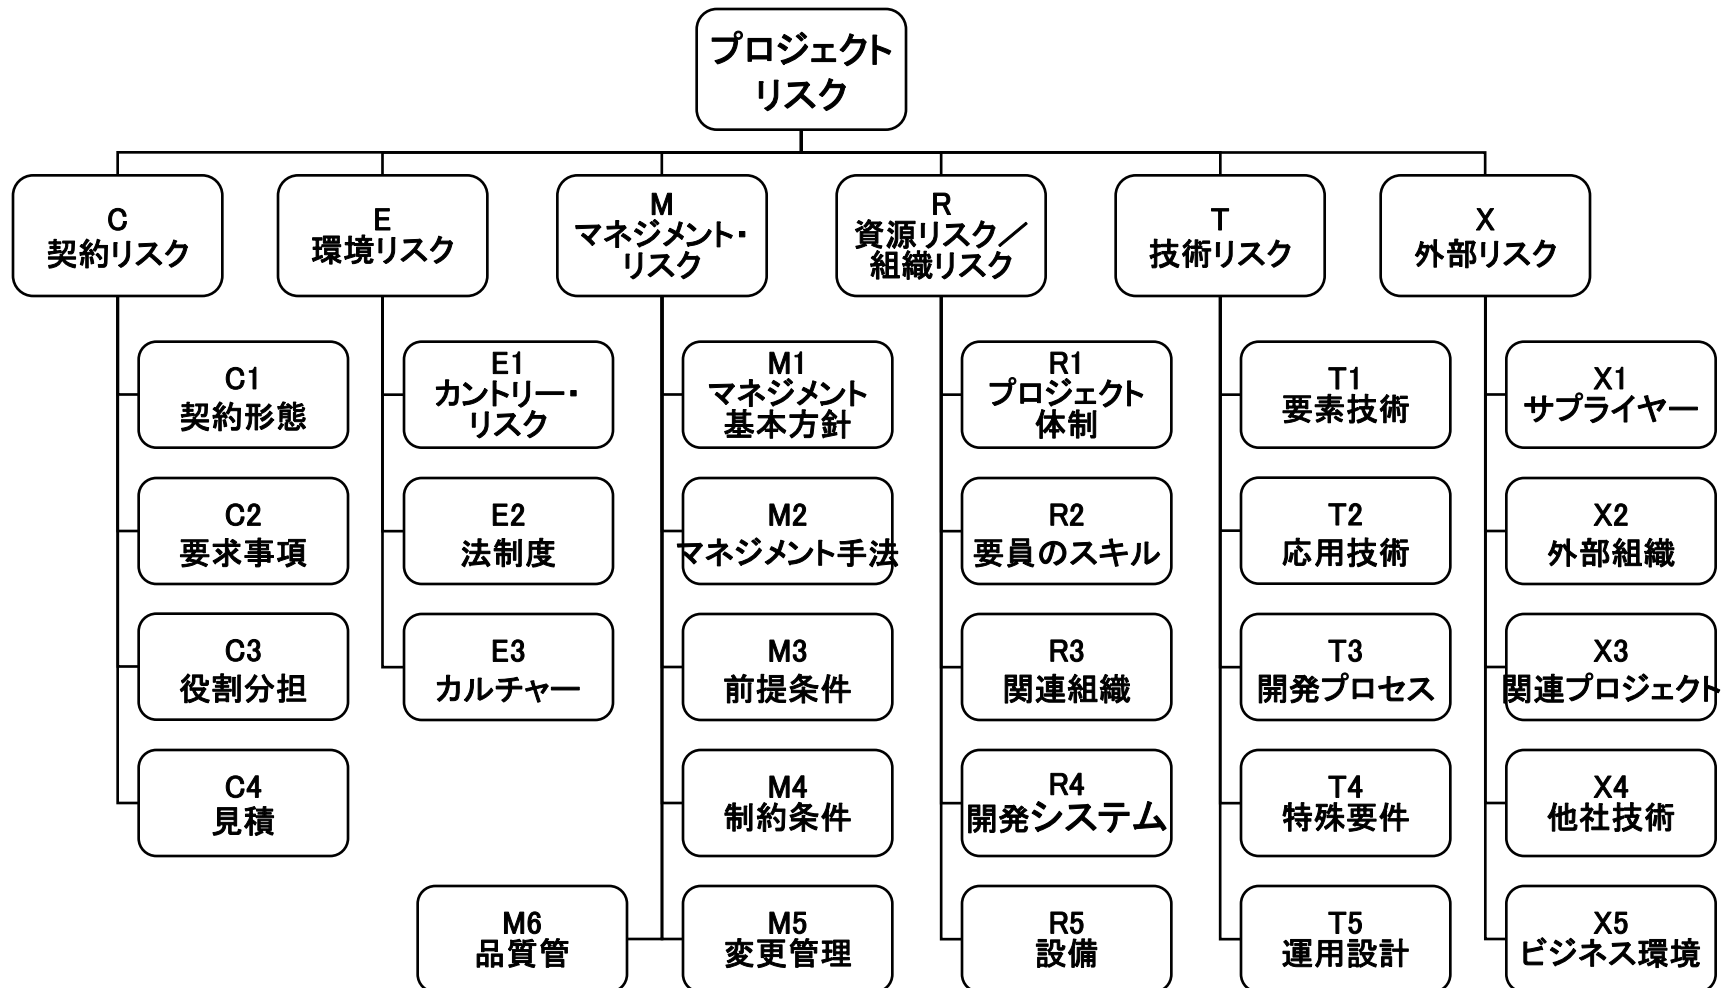 プロジェクト
リスク
C
契約リスク
E
環境リスク
M
マネジメント・
リスク
R
資源リスク／
組織リスク
T
技術リスク
X
外部リスク
C1
契約形態
E1
カントリー・
リスク
M1
マネジメント
基本方針
R1
プロジェクト
体制
T1
要素技術
X1
サプライヤー
C2
要求事項
E2
法制度
M2
マネジメント手法
R2
要員のスキル
T2
応用技術
X2
外部組織
C3
役割分担
E3
カルチャー
M3
前提条件
R3
関連組織
T3
開発プロセス
X3
関連プロジェクト
C4
見積
M4
制約条件
R4
開発システム
T4
特殊要件
X4
他社技術
M6
品質管
M5
変更管理
R5
設備
T5
運用設計
X5
ビジネス環境